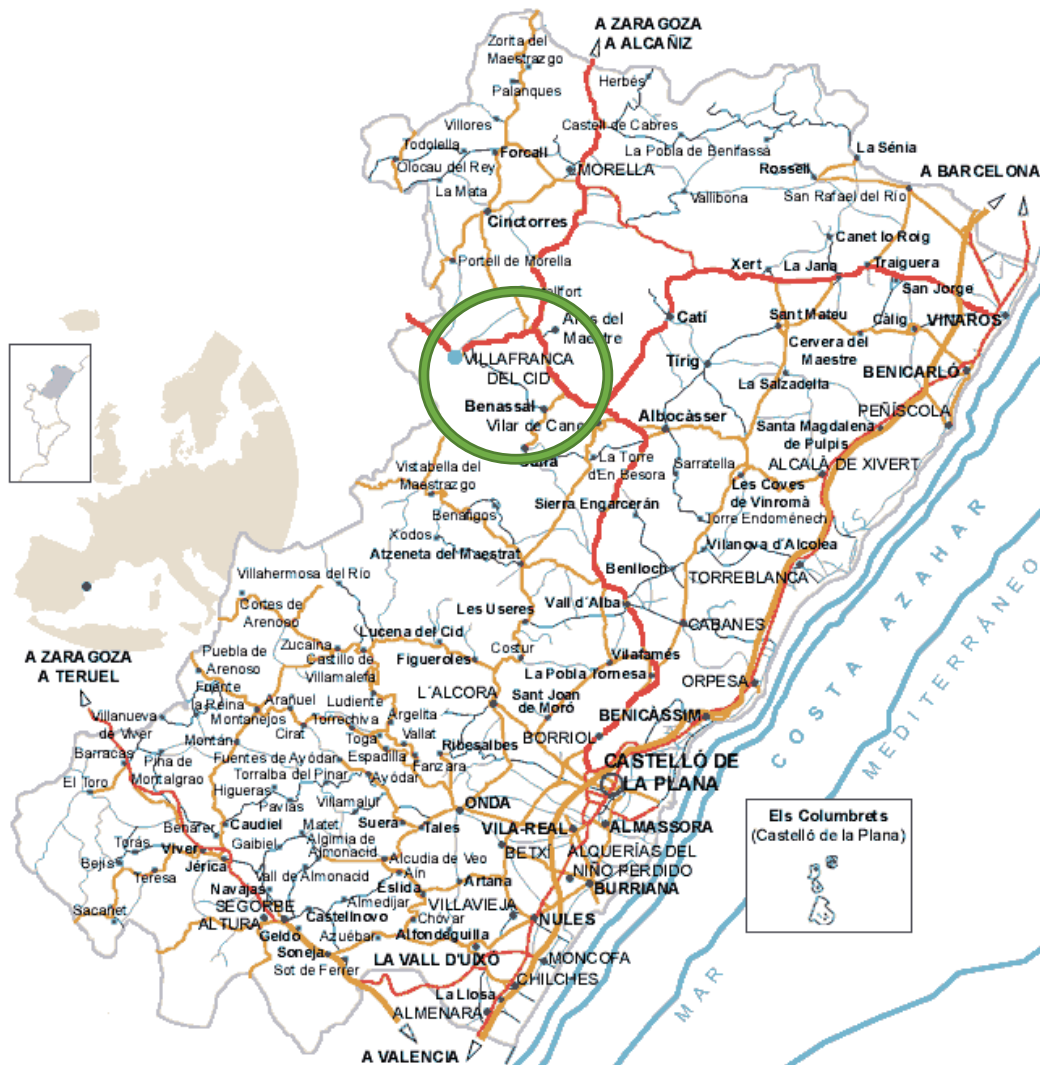 A ZARAGOZA
A ALCAÑIZ
Zorita del
Maestrazgo
Herbés
Palanques
Villores
Castell de Cabres
Todolella
Forcall
La Pobla de Benifassà
La Sénia
Olocau del Rey
MORELLA
Rossell
A BARCELONA
La Mata
Vallibona
San Rafael del Río
Cinctorres
Canet lo Roig
Portell de Morella
Xert
La Jana
Traiguera
San Jorge
Catí
Sant Mateu
Càlig
VINAROS
Maestre
Cervera del
Maestre
VILLAFRANCA
DEL CID
Tírig
La Salzadella
BENICARLÓ
Benassal
Albocàsser
PEÑÍSCOLA
Vilar de Canes
Santa Magdalena
de Pulpis
La Torre
D'En Besora
Sarratella
ALCALÀ DE XIVERT
Vistabella del
Maestrazgo
Les Coves
de Vinromà
Sierra Engarcerán
Benafigos
Torre Endoménech
Xodos
Atzeneta del Maestrat
Vilanova d'Alcolea
Benlloch
TORREBLANCA
Villahermosa del Río
Vall d'Alba
Cortes de
Arenoso
Les Useres
CABANES
Zucaina
Lucena del Cid
Costur
Vilafamés
A ZARAGOZA
A TERUEL
Puebla de
Arenoso
Castillo de
Villamalefa
Figueroles
La Pobla Tornesa
ORPESA
Fuente
la Reina
Arañuel
Ludiente
L'ALCORA
Sant Joan
de Moró
Villanueva
de Viver
Montanejos
Torrechiva
Argelita
BENICÀSSIM
Cirat
Vallat
BORRIOL
Montán
Toga
Ribesalbes
Barracas
Pina de
Montalgrao
Fuentes de Ayódar
Espadilla
Fanzara
CASTELLÓ DE
LA PLANA
El Toro
Torralba del Pinar
Ayódar
Higueras
Pavías
Villamalur
ONDA
Benafer
Caudiel
Matet
Suera
Tales
VILA-REAL
ALMASSORA
Torás
Gaibiel
Algimia de
Almonacid
BETXÍ
ALQUERÍAS DEL
NIÑO PERDIDO
Viver
Bejís
Jérica
Alcudia de Veo
Teresa
Vall de Almonacid
Aín
Artana
BURRIANA
Navajas
Eslida
Almedijar
VILLAVIEJA
Sacañet
SEGORBE
ALTURA
Castellnovo
Chóvar
NULES
Geldo
Azuébar
Alfondeguilla
Soneja
LA VALL D'UIXÓ
MONCOFA
Sot de Ferrer
CHILCHES
La Llosa
ALMENARA
A VALENCIA
COSTA AZAHAR
MAR MEDITERRÁNEO
Els Columbrets
(Castelló de la Plana)